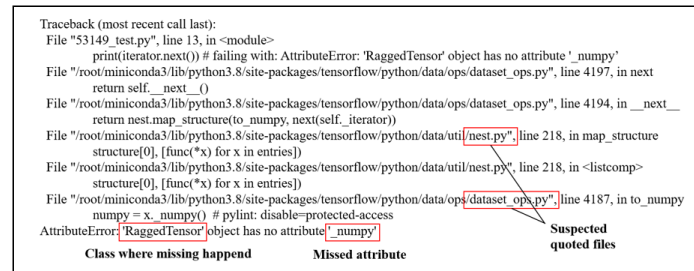 Traceback (most recent call last):
File "53149_test.py", line 13, in <module>
print(iterator.next()) # failing with: AttributeError: 'RaggedTensor' object has no attribute '_numpy'
File "/root/miniconda3/lib/python3.8/site-packages/tensorflow/python/data/ops/dataset_ops.py", line 4197, in next
return self.__next__()
File "/root/miniconda3/lib/python3.8/site-packages/tensorflow/python/data/ops/dataset_ops.py", line 4194, in __next__
return nest.map_structure(to_numpy, next(self._iterator))
File "/root/miniconda3/lib/python3.8/site-packages/tensorflow/python/data/util/nest.py", line 218, in map_structure
structure[0], [func(*x) for x in entries])
File "/root/miniconda3/lib/python3.8/site-packages/tensorflow/python/data/util/nest.py", line 218, in <listcomp>
structure[0], [func(*x) for x in entries])
File "/root/miniconda3/lib/python3.8/site-packages/tensorflow/python/data/ops/dataset_ops.py", line 4187, in to_numpy
numpy = x._numpy() # pylint: disable=protected-access
AttributeError: 'RaggedTensor' object has no attribute '_numpy'
Suspected
quoted files
Class where missing happend
Missed attribute